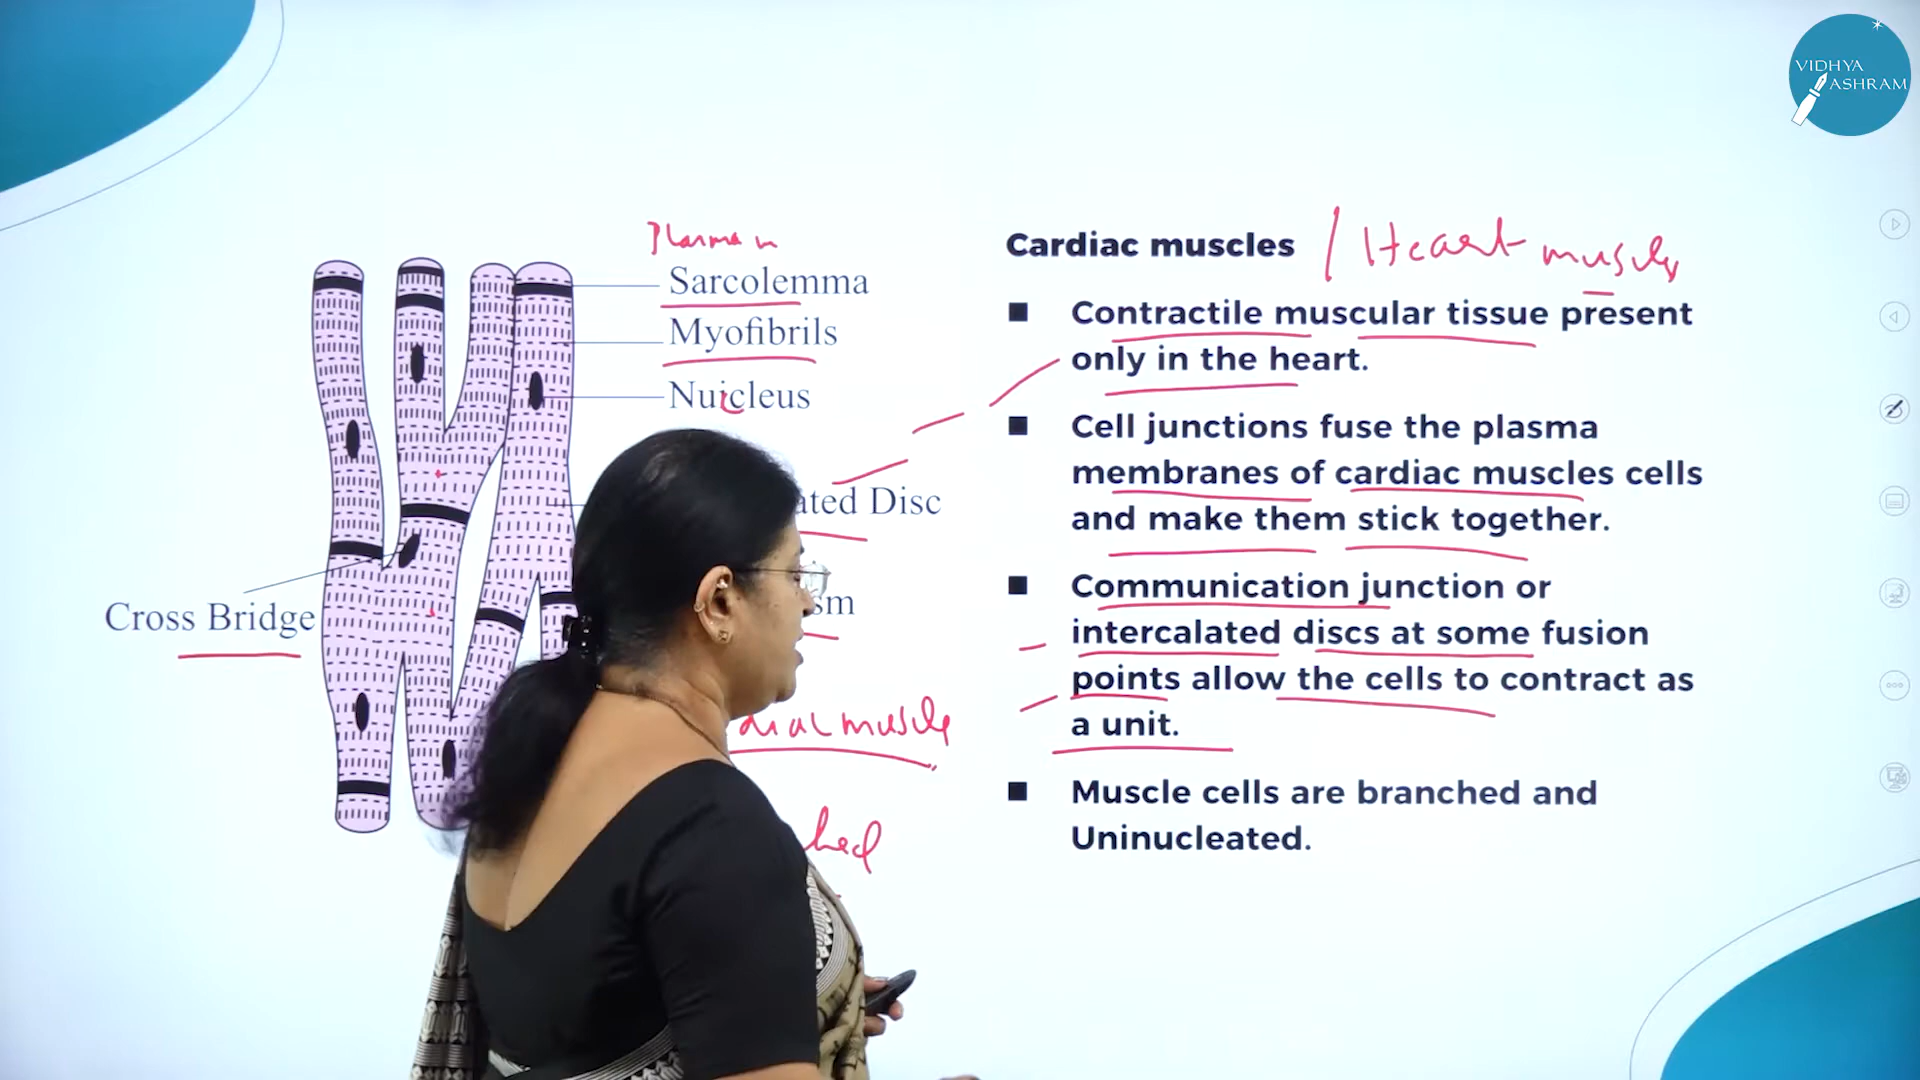 VIDHYA
ASHRAM
Plasma m
Sarcolemma
Myofibrils
Nuicleus
ated Disc
sm
Cross Bridge
muscle
hed
Cardiac muscles / Heart muscles
■ Contractile muscular tissue present
only in the heart.
■ Cell junctions fuse the plasma
membranes of cardiac muscles cells
and make them stick together.
■ Communication junction or
intercalated discs at some fusion
points allow the cells to contract as
a unit.
■ Muscle cells are branched and
Uninucleated.